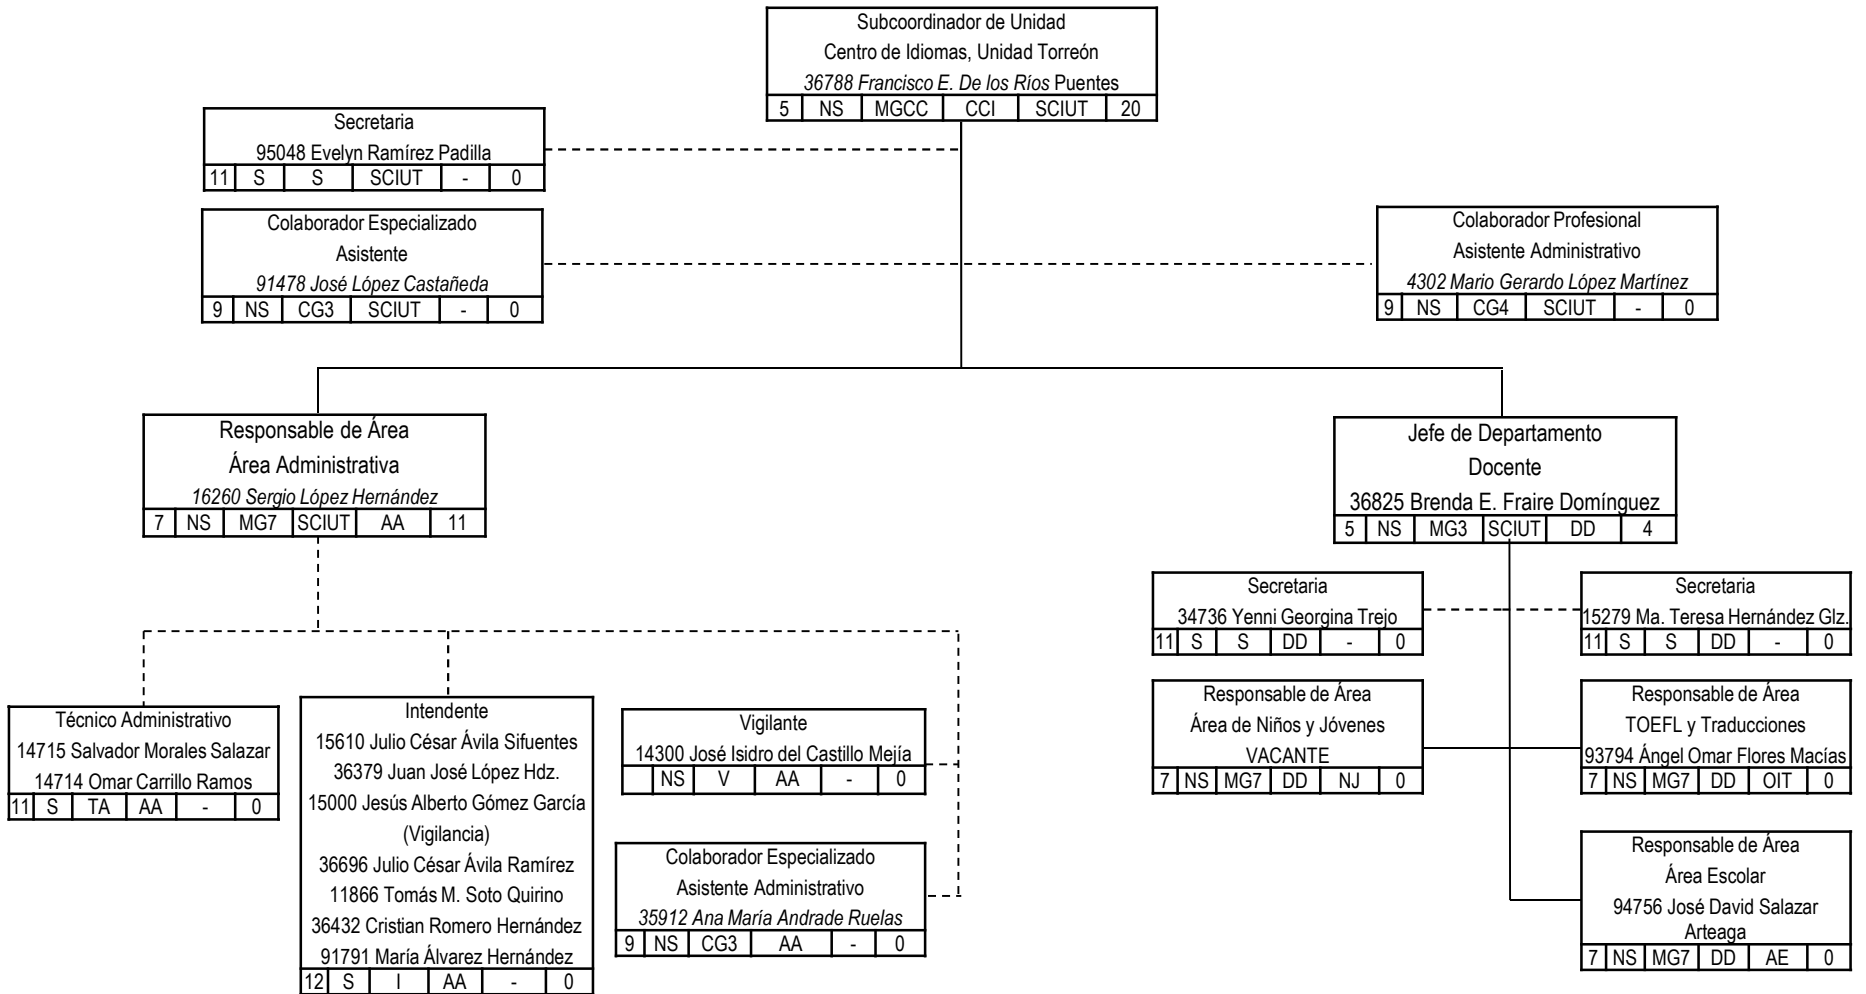 Subcoordinador de Unidad
Centro de Idiomas, Unidad Torreón
36788 Francisco E. De los Ríos Puentes
5 NS MGCC CCI SCIUT 20
Secretaria
95048 Evelyn Ramírez Padilla
11 S S SCIUT - 0
Colaborador Especializado
Asistente
91478 José López Castañeda
9 NS CG3 SCIUT - 0
Colaborador Profesional
Asistente Administrativo
4302 Mario Gerardo López Martínez
9 NS CG4 SCIUT - 0
Responsable de Área
Área Administrativa
16260 Sergio López Hernández
7 NS MG7 SCIUT AA 11
Jefe de Departamento
Docente
36825 Brenda E. Fraire Domínguez
5 NS MG3 SCIUT DD 4
Secretaria
34736 Yenni Georgina Trejo
11 S S DD - 0
Secretaria
15279 Ma. Teresa Hernández Glz.
11 S S DD - 0
Responsable de Área
Área de Niños y Jóvenes
VACANTE
7 NS MG7 DD NJ 0
Responsable de Área
TOEFL y Traducciones
93794 Ángel Omar Flores Macías
7 NS MG7 DD OIT 0
Técnico Administrativo
14715 Salvador Morales Salazar
14714 Omar Carrillo Ramos
11 S TA AA - 0
Intendente
15610 Julio César Ávila Sifuentes
36379 Juan José López Hdz.
15000 Jesús Alberto Gómez García
(Vigilancia)
36696 Julio César Ávila Ramírez
11866 Tomás M. Soto Quirino
36432 Cristian Romero Hernández
91791 María Álvarez Hernández
12 S I AA - 0
Vigilante
14300 José Isidro del Castillo Mejía
NS V AA - 0
Colaborador Especializado
Asistente Administrativo
35912 Ana María Andrade Ruelas
9 NS CG3 AA - 0
Responsable de Área
Área Escolar
94756 José David Salazar
Arteaga
7 NS MG7 DD AE 0